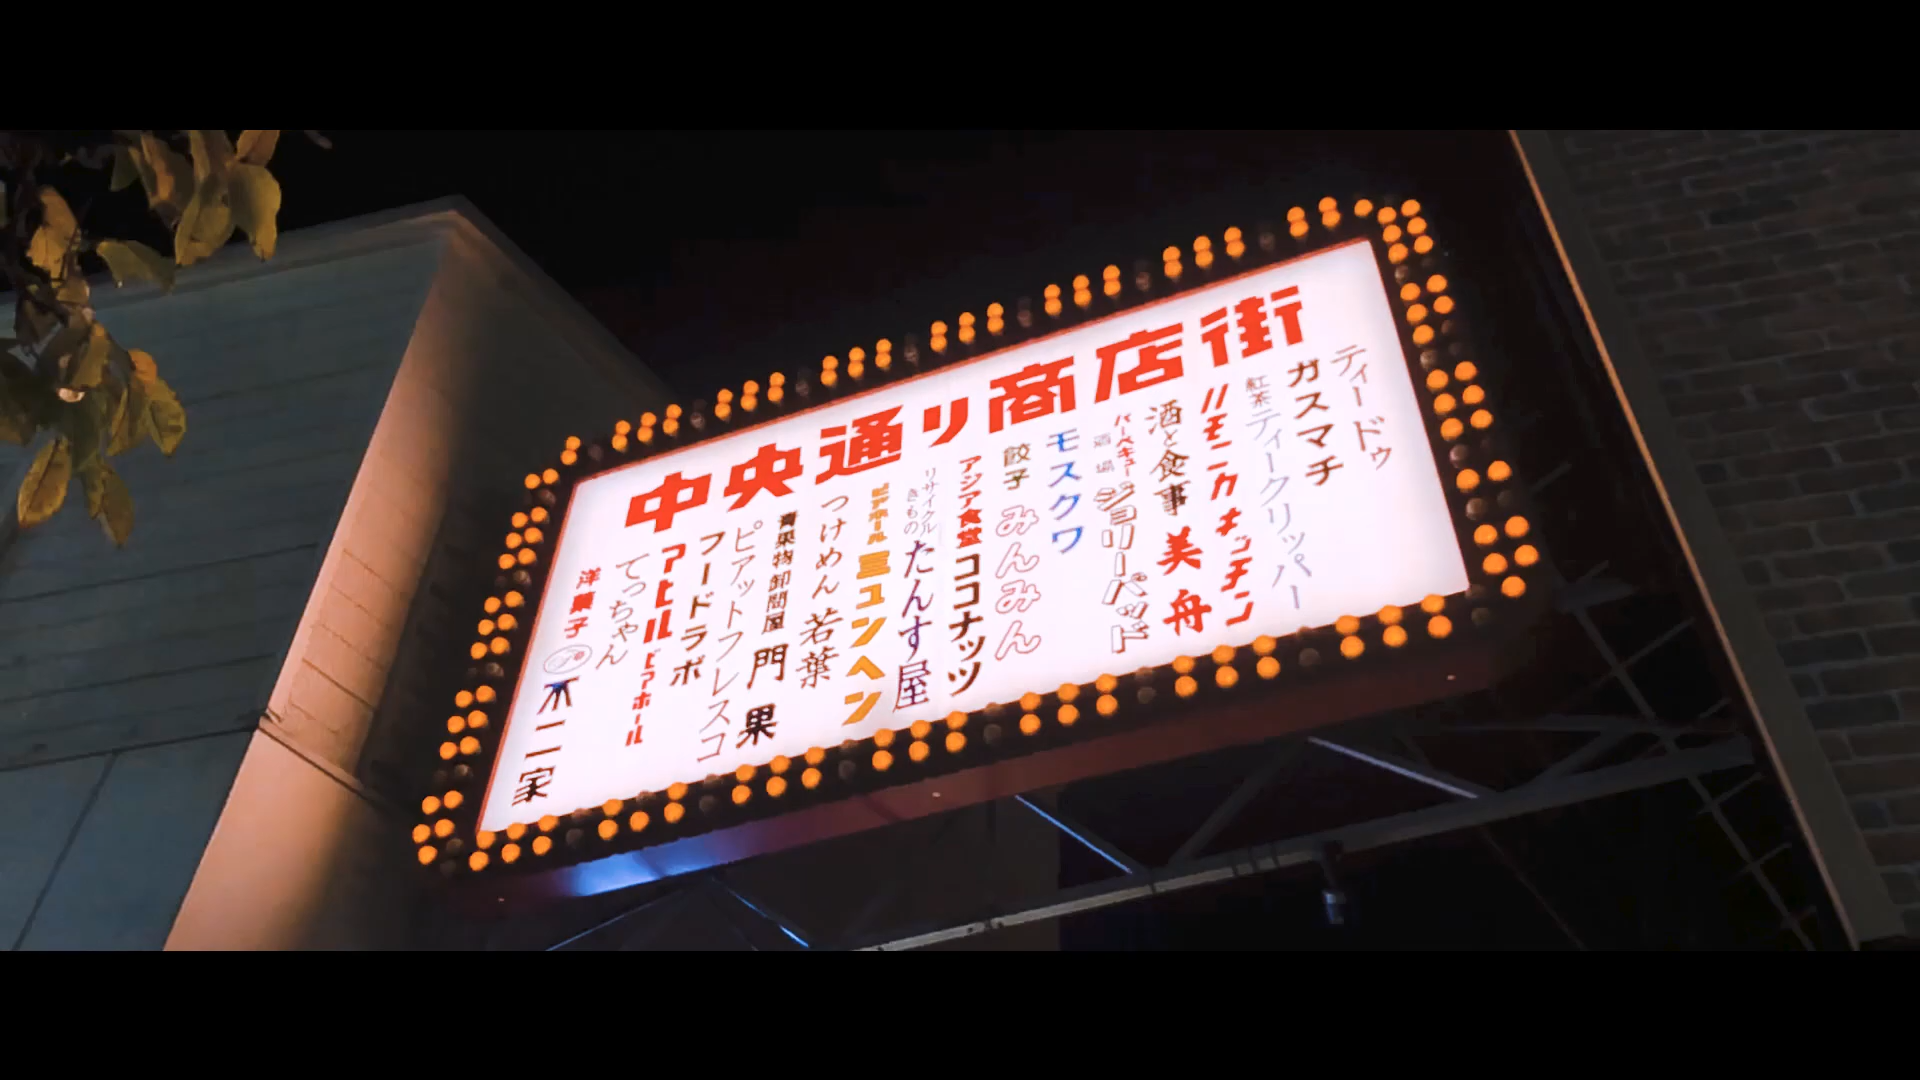 中央通り商店街
ティードゥ
ガスマチ
紅茶 ティークリッパー
ハモニカキッチン
酒と食事 美舟
バーベキュー酒場 ジョリーパッド
モスクワ
餃子 みんみん
アジア食堂 ココナッツ
リサイクルきもの たんす屋
ビアホール ミュンヘン
つけめん 若葉
青果物卸問屋 門果
ピアットフレスコ
フードラボ
アヒルビアホール
てっちゃん
洋菓子 不二家